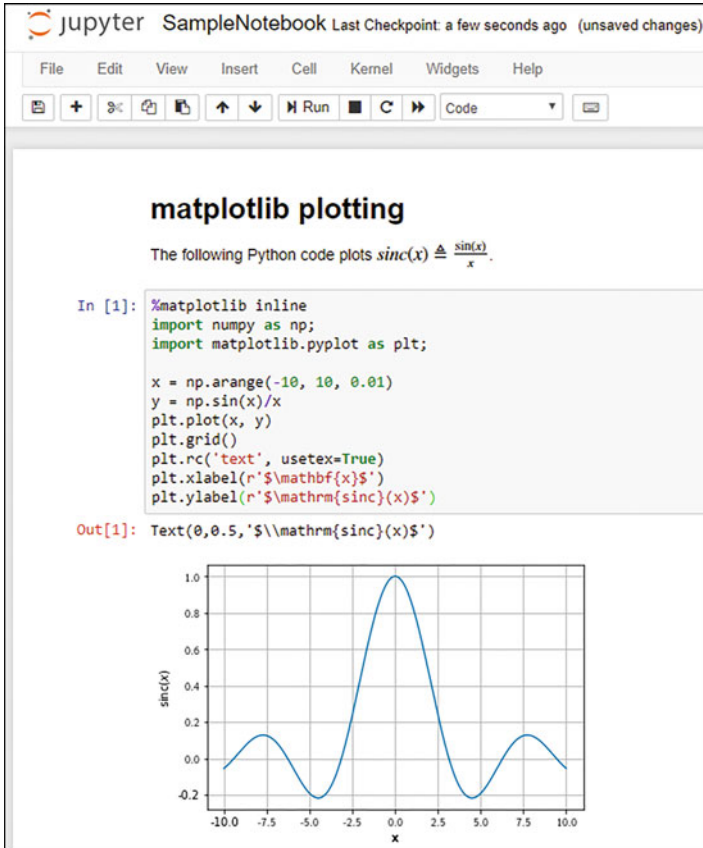 jupyter SampleNotebook Last Checkpoint: a few seconds ago (unsaved changes)
File Edit View Insert Cell Kernel Widgets Help
Run Code
matplotlib plotting
The following Python code plots sinc(x) ≜ sin(x)/x.
In [1]: %matplotlib inline
import numpy as np;
import matplotlib.pyplot as plt;
x = np.arange(-10, 10, 0.01)
y = np.sin(x)/x
plt.plot(x, y)
plt.grid()
plt.rc('text', usetex=True)
plt.xlabel(r'$\mathbf{x}$')
plt.ylabel(r'$\mathrm{sinc}(x)$')
Out[1]: Text(0,0.5,'$\\mathrm{sinc}(x)$')
1.0
0.8
0.6
0.4
0.2
0.0
-0.2
sinc(x)
-10.0 -7.5 -5.0 -2.5 0.0 2.5 5.0 7.5 10.0
x